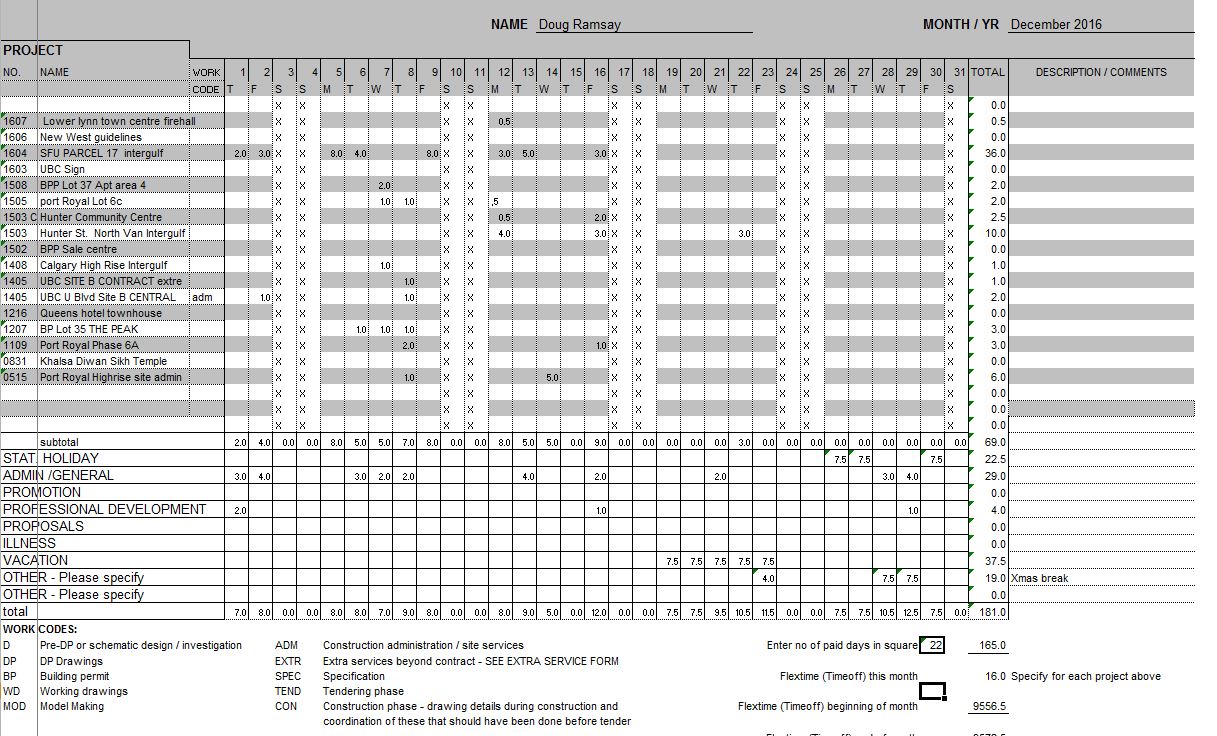 NAME Doug Ramsay MONTH / YR December 2016
PROJECT
NO. NAME WORK 1 2 3 4 5 6 7 8 9 10 11 12 13 14 15 16 17 18 19 20 21 22 23 24 25 26 27 28 29 30 31 TOTAL DESCRIPTION / COMMENTS
CODE T F S S M T W T F S S M T W T F S S M T W T F S S M T W T F S
X X X X X X X X X 0.0
1607 Lower lynn town centre firehall X X X X 0.5 X X X X X 0.5
1606 New West guidelines X X X X X X X X X 0.0
1604 SFU PARCEL 17 intergulf 2.0 3.0 X X 8.0 4.0 8.0 X X 3.0 5.0 3.0 X X X X X 36.0
1603 UBC Sign X X X X X X X X X 0.0
1508 BPP Lot 37 Apt area 4 X X 2.0 X X X X X X X 2.0
1505 port Royal Lot 6c X X 1.0 1.0 X X .5 X X X X X 2.0
1503 C Hunter Community Centre X X X X 0.5 2.0 X X X X X 2.5
1503 Hunter St. North Van Intergulf X X X X 4.0 3.0 X X 3.0 X X X 10.0
1502 BPP Sale centre X X X X X X X X X 0.0
1408 Calgary High Rise Intergulf X X 1.0 X X X X X X X 1.0
1405 UBC SITE B CONTRACT extre X X 1.0 X X X X X X X 1.0
1405 UBC U Blvd Site B CENTRAL adm 1.0 X X 1.0 X X X X X X X 2.0
1216 Queens hotel townhouse X X X X X X X X X 0.0
1207 BP Lot 35 THE PEAK X X 1.0 1.0 1.0 X X X X X X X 3.0
1109 Port Royal Phase 6A X X 2.0 X X 1.0 X X X X X 3.0
0831 Khalsa Diwan Sikh Temple X X X X X X X X X 0.0
0515 Port Royal Highrise site admin X X 1.0 X X 5.0 X X X X X 6.0
X X X X X X X X X 0.0
X X X X X X X X X 0.0
X X X X X X X X X 0.0
subtotal 2.0 4.0 0.0 0.0 8.0 5.0 5.0 7.0 8.0 0.0 0.0 8.0 5.0 5.0 0.0 9.0 0.0 0.0 0.0 0.0 0.0 3.0 0.0 0.0 0.0 0.0 0.0 0.0 0.0 0.0 0.0 69.0
STAT. HOLIDAY 7.5 7.5 7.5 22.5
ADMIN /GENERAL 3.0 4.0 3.0 2.0 2.0 4.0 2.0 2.0 3.0 4.0 29.0
PROMOTION 0.0
PROFESSIONAL DEVELOPMENT 2.0 1.0 1.0 4.0
PROPOSALS 0.0
ILLNESS 0.0
VACATION 7.5 7.5 7.5 7.5 7.5 37.5
OTHER - Please specify 4.0 7.5 7.5 19.0 Xmas break
OTHER - Please specify 0.0
total 7.0 8.0 0.0 0.0 8.0 8.0 7.0 9.0 8.0 0.0 0.0 8.0 9.0 5.0 0.0 12.0 0.0 0.0 7.5 7.5 9.5 10.5 11.5 0.0 0.0 7.5 7.5 10.5 12.5 7.5 0.0 181.0
WORK CODES:
D Pre-DP or schematic design / investigation ADM Construction administration / site services Enter no of paid days in square 22 165.0
DP DP Drawings EXTR Extra services beyond contract - SEE EXTRA SERVICE FORM
BP Building permit SPEC Specification Flextime (Timeoff) this month 16.0 Specify for each project above
WD Working drawings TEND Tendering phase
MOD Model Making CON Construction phase - drawing details during construction and Flextime (Timeoff) beginning of month 9556.5
coordination of these that should have been done before tender